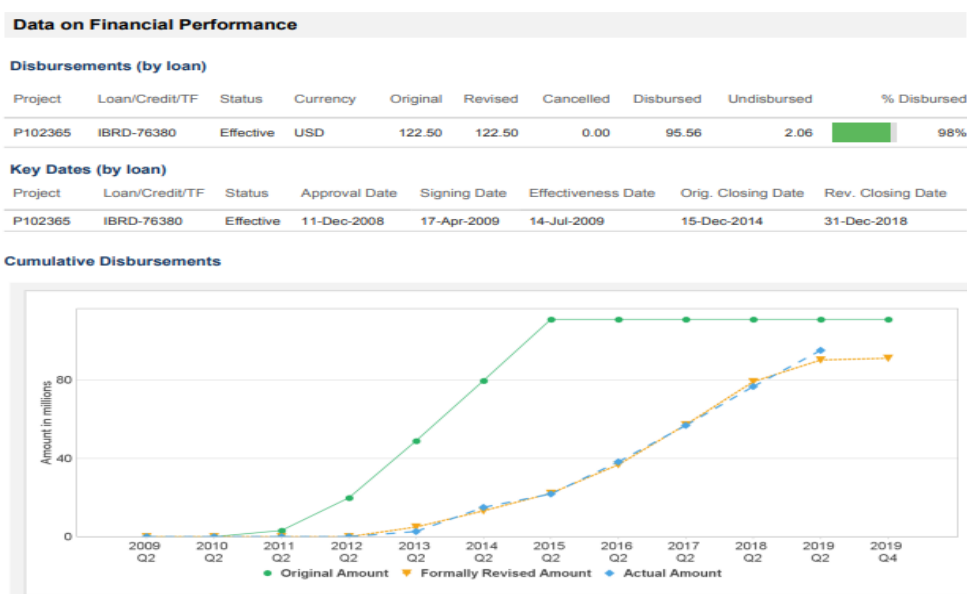 Data on Financial Performance
Disbursements (by loan)
Project Loan/Credit/TF Status Currency Original Revised Cancelled Disbursed Undisbursed % Disbursed
P102365 IBRD-76380 Effective USD 122.50 122.50 0.00 95.56 2.06 98%
Key Dates (by loan)
Project Loan/Credit/TF Status Approval Date Signing Date Effectiveness Date Orig. Closing Date Rev. Closing Date
P102365 IBRD-76380 Effective 11-Dec-2008 17-Apr-2009 14-Jul-2009 15-Dec-2014 31-Dec-2018
Cumulative Disbursements
Amount in millions
80
40
0
2009 2010 2011 2012 2013 2014 2015 2016 2017 2018 2019 2019
Q2 Q2 Q2 Q2 Q2 Q2 Q2 Q2 Q2 Q2 Q2 Q4
Original Amount Formally Revised Amount Actual Amount